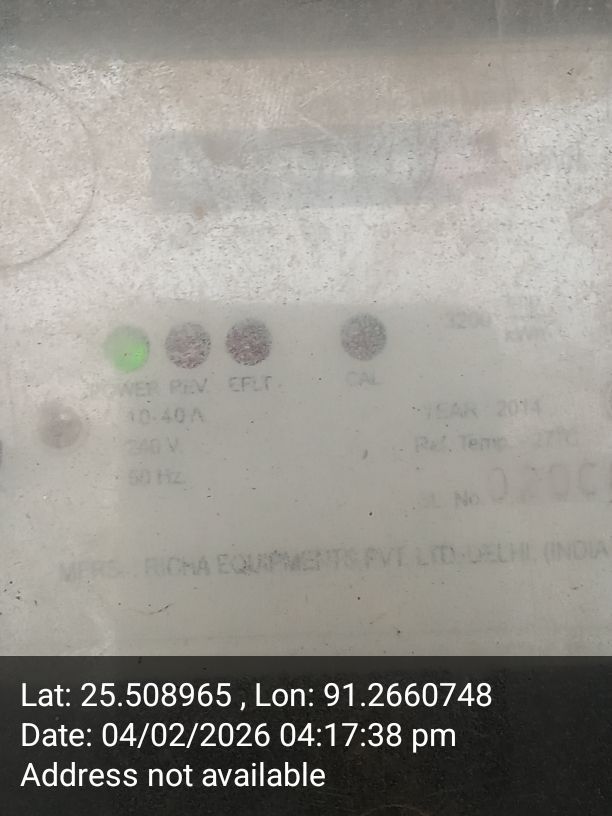 POWER REV EFLT CAL
10-40 A
240 V.
50 Hz.
YEAR : 2014
Ref. Temp. 27°C
SL No.
MFRS. RICHA EQUIPMENTS PVT. LTD.-DELHI. (INDIA
Lat: 25.508965 , Lon: 91.2660748
Date: 04/02/2026 04:17:38 pm
Address not available